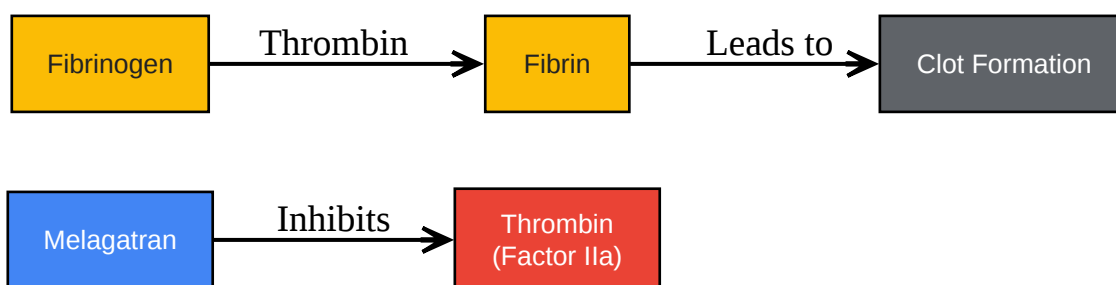 Fibrinogen
Thrombin
Fibrin
Leads to
Clot Formation
Melagatran
Inhibits
Thrombin
(Factor IIa)